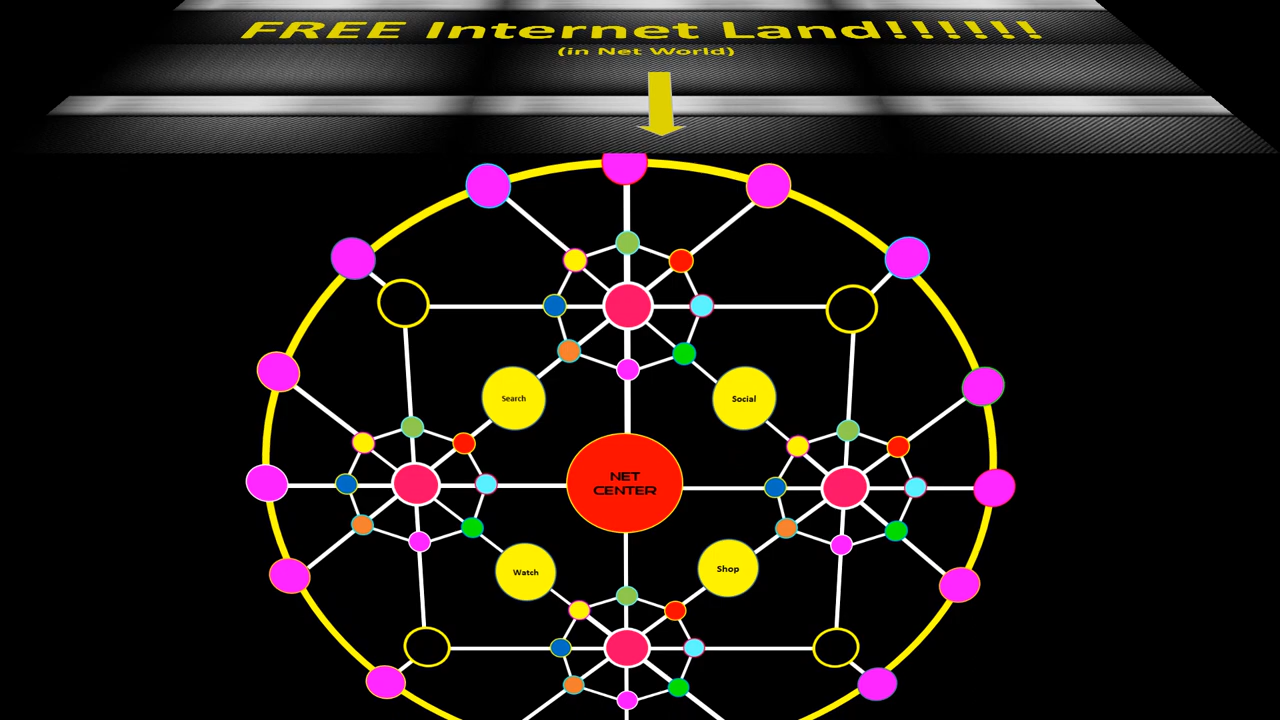 FREE Internet Land!!!!!!
(in Net World)
Search
Social
NET
CENTER
Watch
Shop